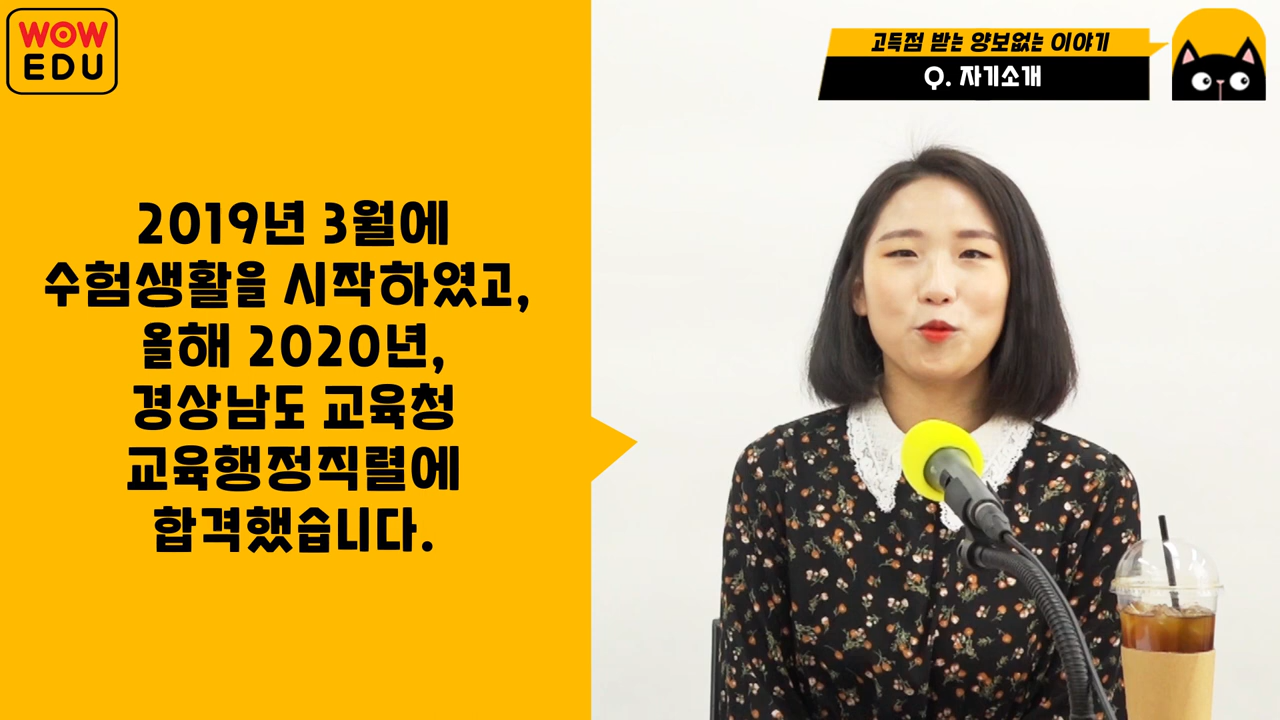 WOW
EDU
고득점 받는 양보없는 이야기
Q. 자기소개
2019년 3월에
수험생활을 시작하였고,
올해 2020년,
경상남도 교육청
교육행정직렬에
합격했습니다.